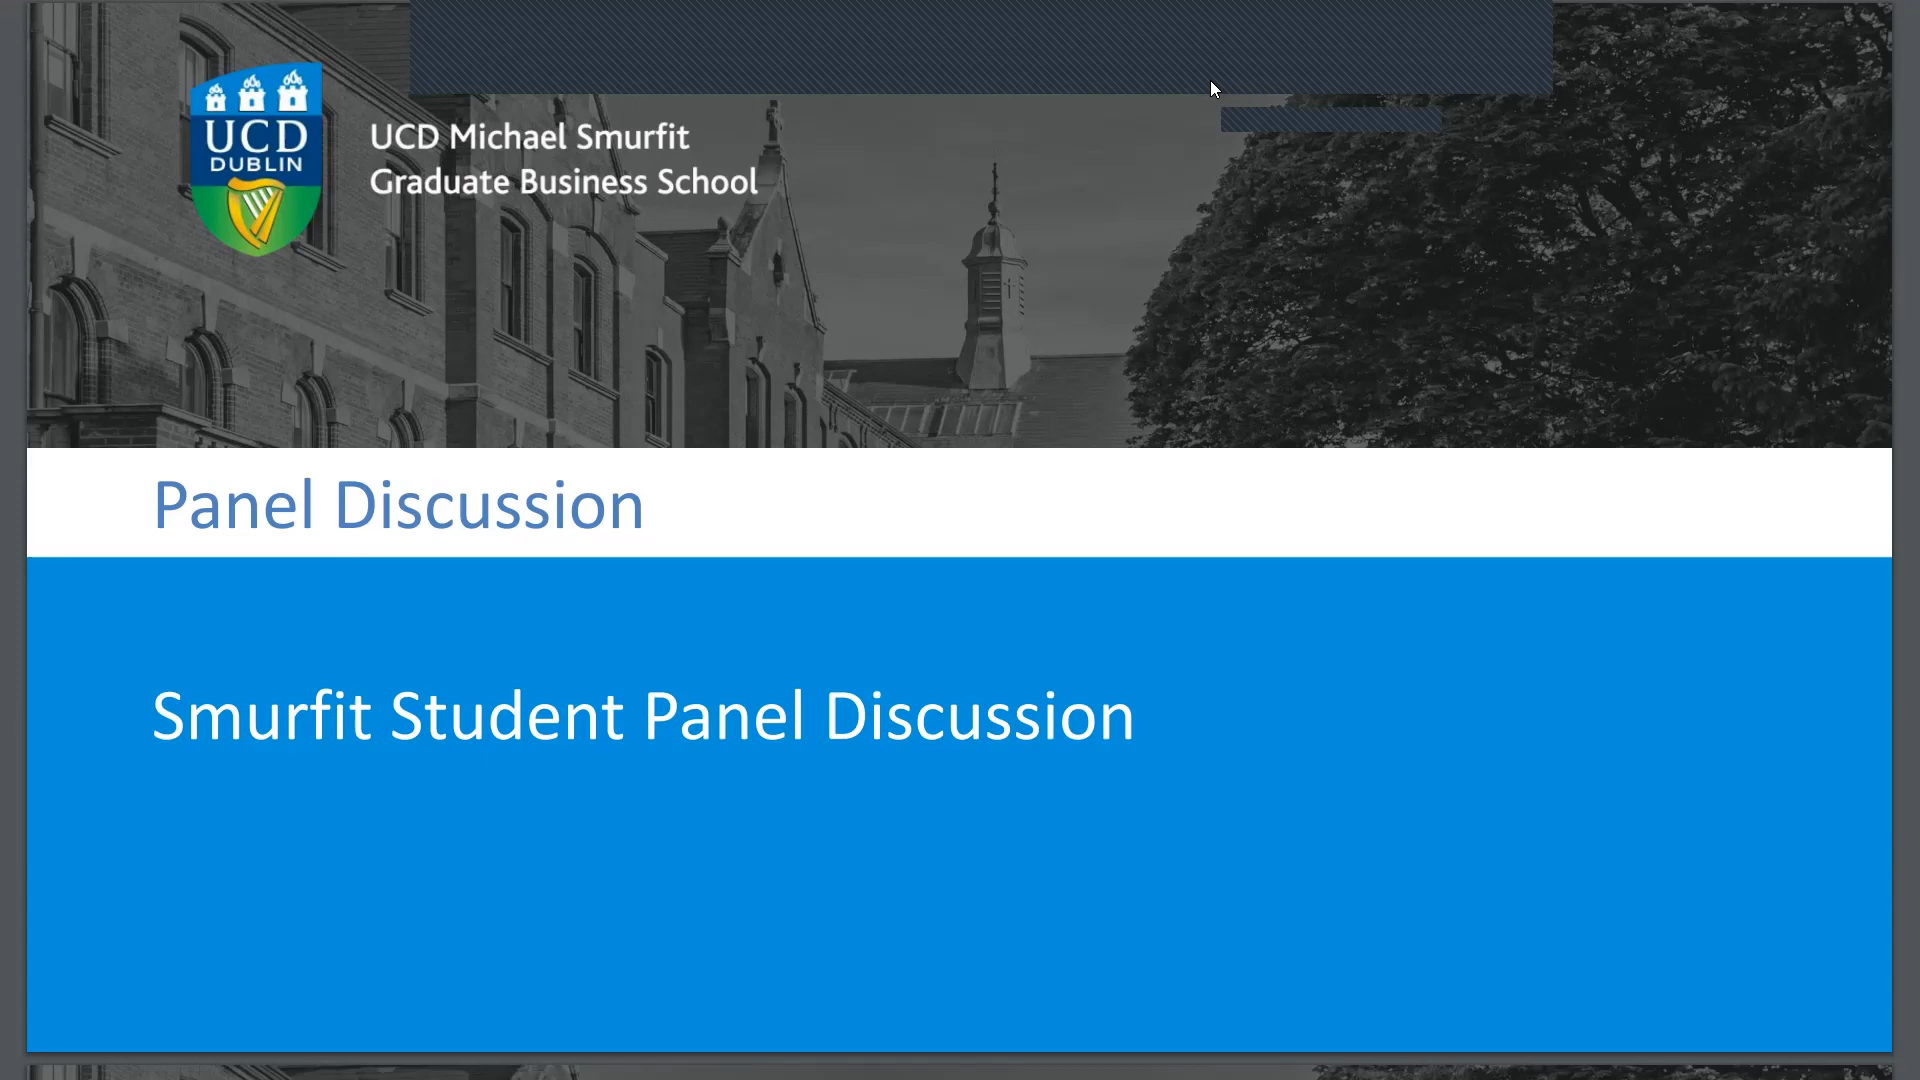 UCD
DUBLIN
UCD Michael Smurfit
Graduate Business School
Panel Discussion
Smurfit Student Panel Discussion